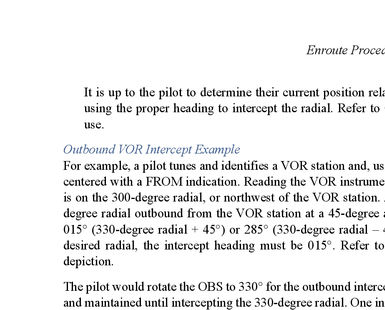 Enroute Proced
It is up to the pilot to determine their current position rela
using the proper heading to intercept the radial. Refer to
use.
Outbound VOR Intercept Example
For example, a pilot tunes and identifies a VOR station and, us
centered with a FROM indication. Reading the VOR instrume
is on the 300-degree radial, or northwest of the VOR station.
degree radial outbound from the VOR station at a 45-degree a
015° (330-degree radial + 45°) or 285° (330-degree radial – 4
desired radial, the intercept heading must be 015°. Refer to
depiction.
The pilot would rotate the OBS to 330° for the outbound interce
and maintained until intercepting the 330-degree radial. One in